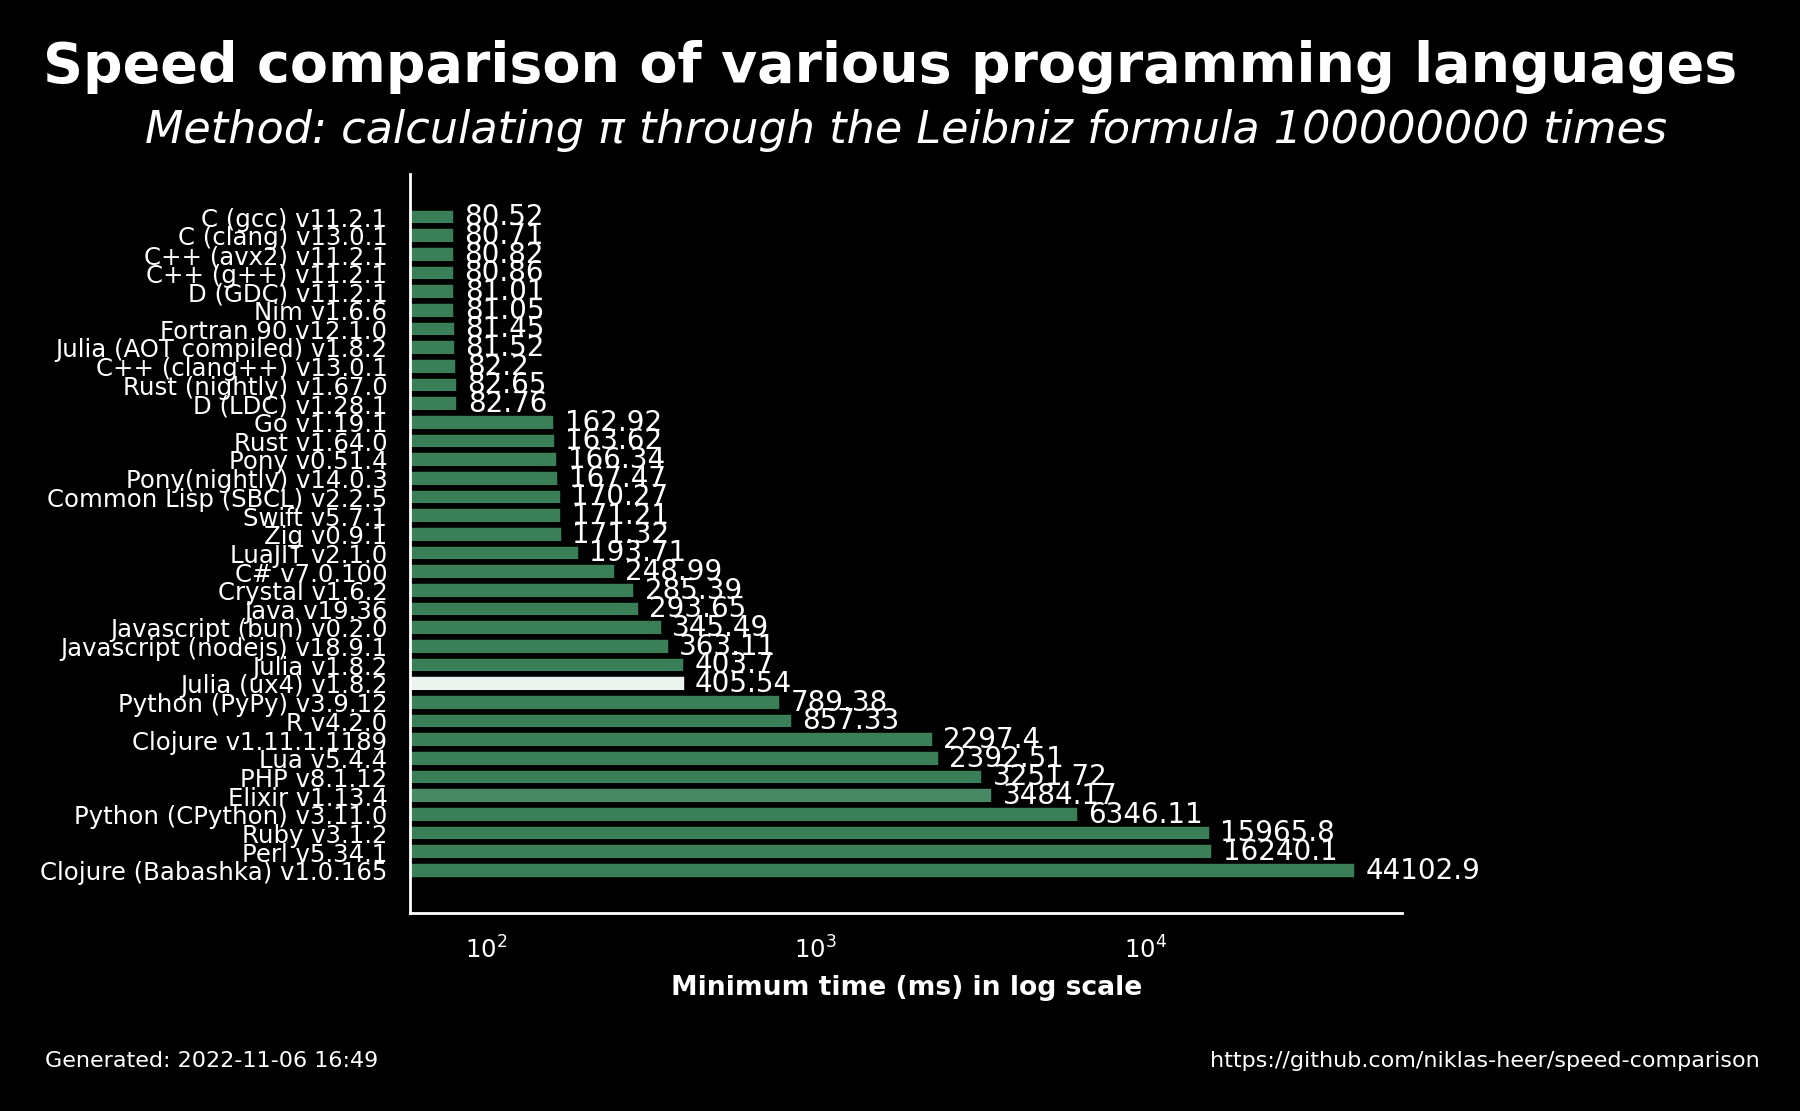 Speed comparison of various programming languages
Method: calculating π through the Leibniz formula 100000000 times
C (gcc) v11.2.1 80.52
C (clang) v13.0.1 80.71
C++ (avx2) v11.2.1 80.82
C++ (g++) v11.2.1 80.86
D (GDC) v11.2.1 81.01
Nim v1.6.6 81.05
Fortran 90 v12.1.0 81.45
Julia (AOT compiled) v1.8.2 81.52
C++ (clang++) v13.0.1 82.2
Rust (nightly) v1.67.0 82.65
D (LDC) v1.28.1 82.76
Go v1.19.1 162.92
Rust v1.64.0 163.62
Pony v0.51.4 166.34
Pony(nightly) v14.0.3 167.47
Common Lisp (SBCL) v2.2.5 170.27
Swift v5.7.1 171.21
Zig v0.9.1 171.32
LuaJIT v2.1.0 193.71
C# v7.0.100 248.99
Crystal v1.6.2 285.39
Java v19.36 293.65
Javascript (bun) v0.2.0 345.49
Javascript (nodejs) v18.9.1 363.11
Julia v1.8.2 403.7
Julia (ux4) v1.8.2 405.54
Python (PyPy) v3.9.12 789.38
R v4.2.0 857.33
Clojure v1.11.1.1189 2297.4
Lua v5.4.4 2392.51
PHP v8.1.12 3251.72
Elixir v1.13.4 3484.17
Python (CPython) v3.11.0 6346.11
Ruby v3.1.2 15965.8
Perl v5.34.1 16240.1
Clojure (Babashka) v1.0.165 44102.9
10² 10³ 10⁴
Minimum time (ms) in log scale
Generated: 2022-11-06 16:49 https://github.com/niklas-heer/speed-comparison